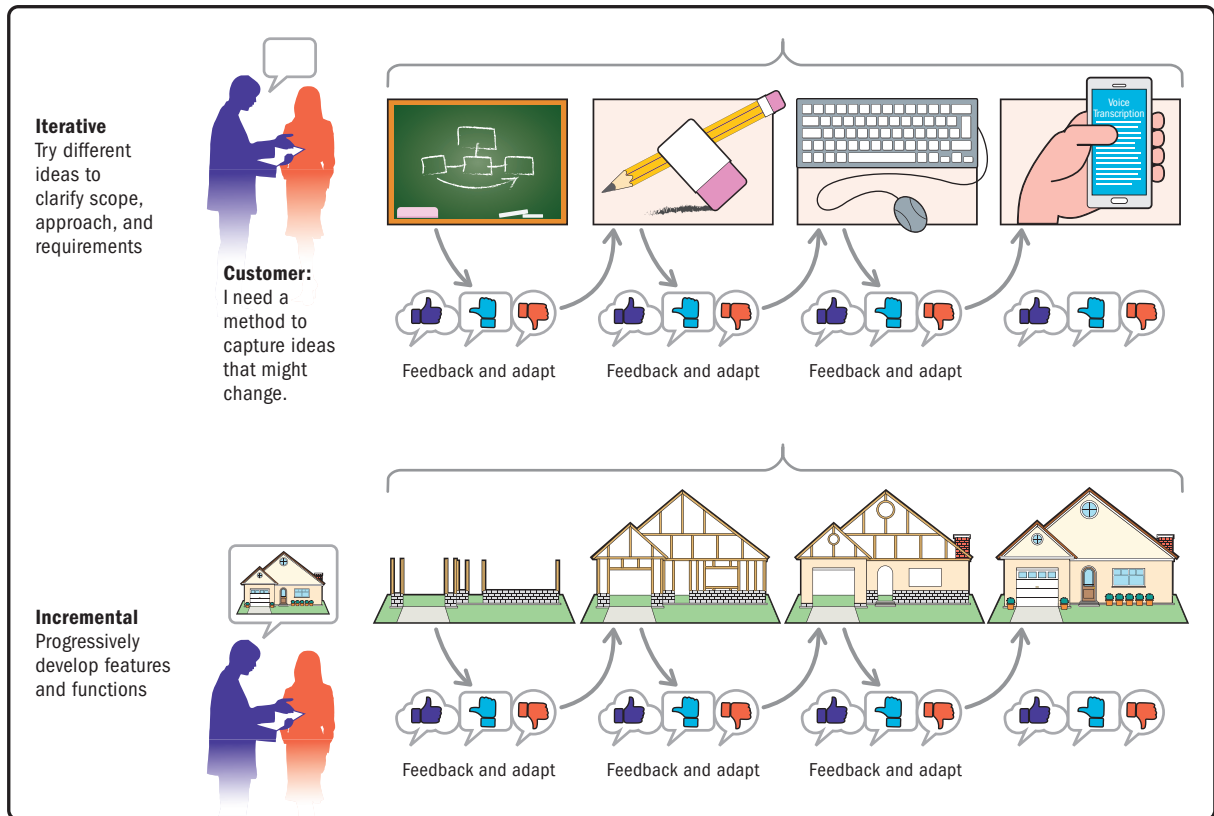 Iterative
Try different
ideas to
clarify scope,
approach, and
requirements
Customer:
I need a
method to
capture ideas
that might
change.
Voice
Transcription
Feedback and adapt
Feedback and adapt
Feedback and adapt
Incremental
Progressively
develop features
and functions
Feedback and adapt
Feedback and adapt
Feedback and adapt